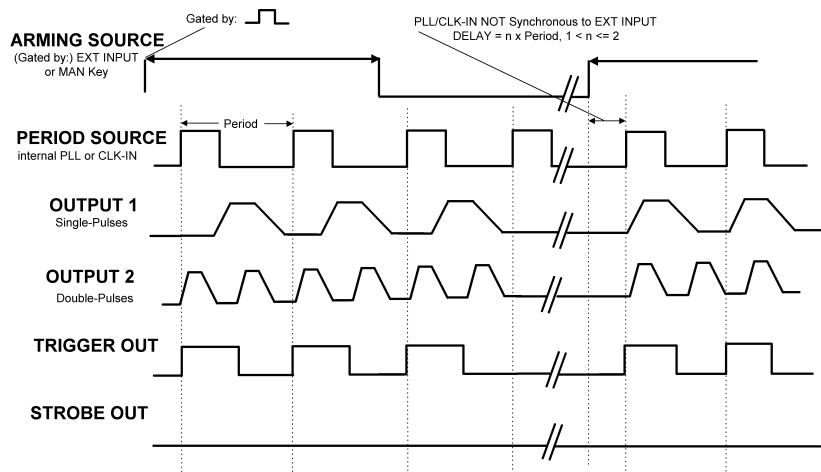 Gated by:
PLL/CLK-IN NOT Synchronous to EXT INPUT
DELAY = n x Period, 1 < n <= 2
ARMING SOURCE
(Gated by:) EXT INPUT
or MAN Key
Period
PERIOD SOURCE
internal PLL or CLK-IN
OUTPUT 1
Single-Pulses
OUTPUT 2
Double-Pulses
TRIGGER OUT
STROBE OUT